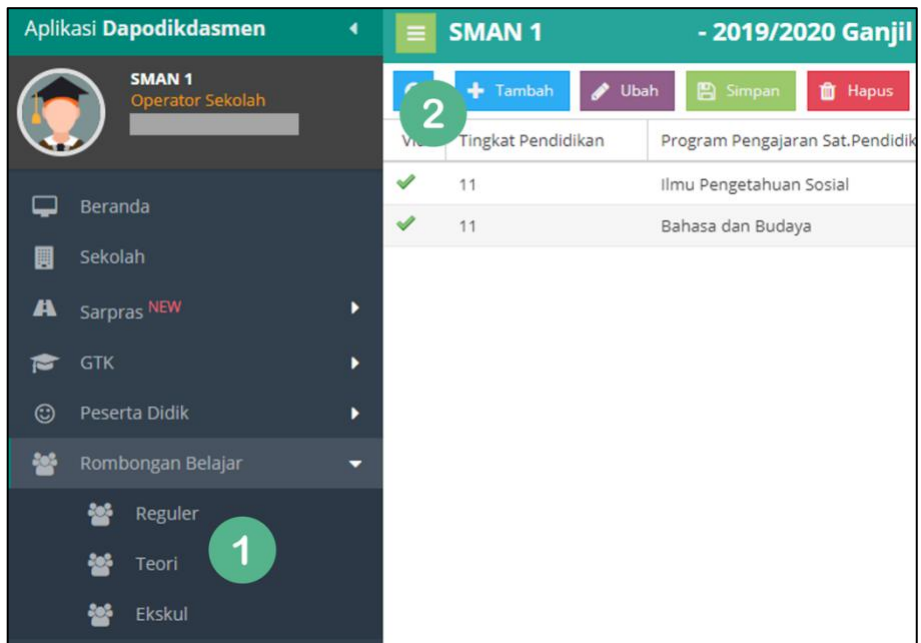 Aplikasi Dapodikdasmen
SMAN 1
Operator Sekolah
Beranda
Sekolah
Sarpras NEW
GTK
Peserta Didik
Rombongan Belajar
Reguler
Teori
1
Ekskul
SMAN 1 - 2019/2020 Ganjil
2
Tambah Ubah Simpan Hapus
Tingkat Pendidikan Program Pengajaran Sat.Pendidik
11 Ilmu Pengetahuan Sosial
11 Bahasa dan Budaya